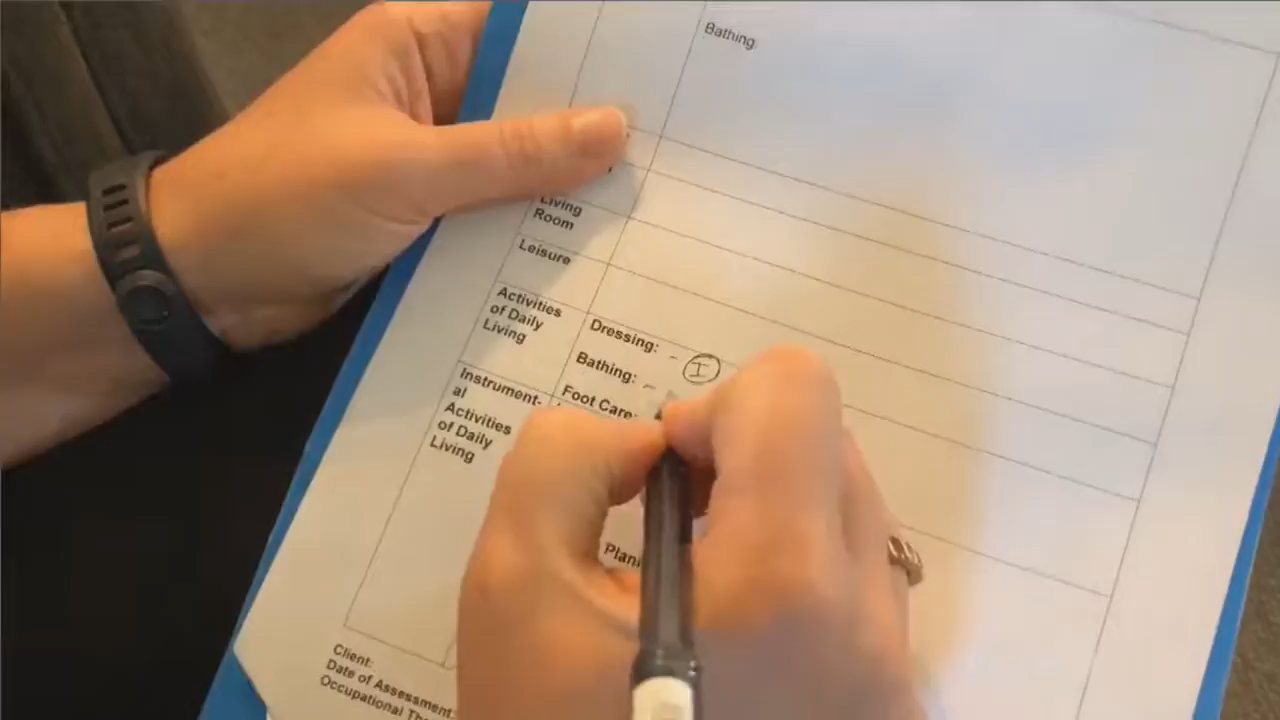 Bathing:
Living
Room
Leisure
Activities
of Daily
Living
Dressing: - I
Bathing: -
Foot Care:
Instrument-
al
Activities
of Daily
Living
Client:
Date of Assessment:
Occupational